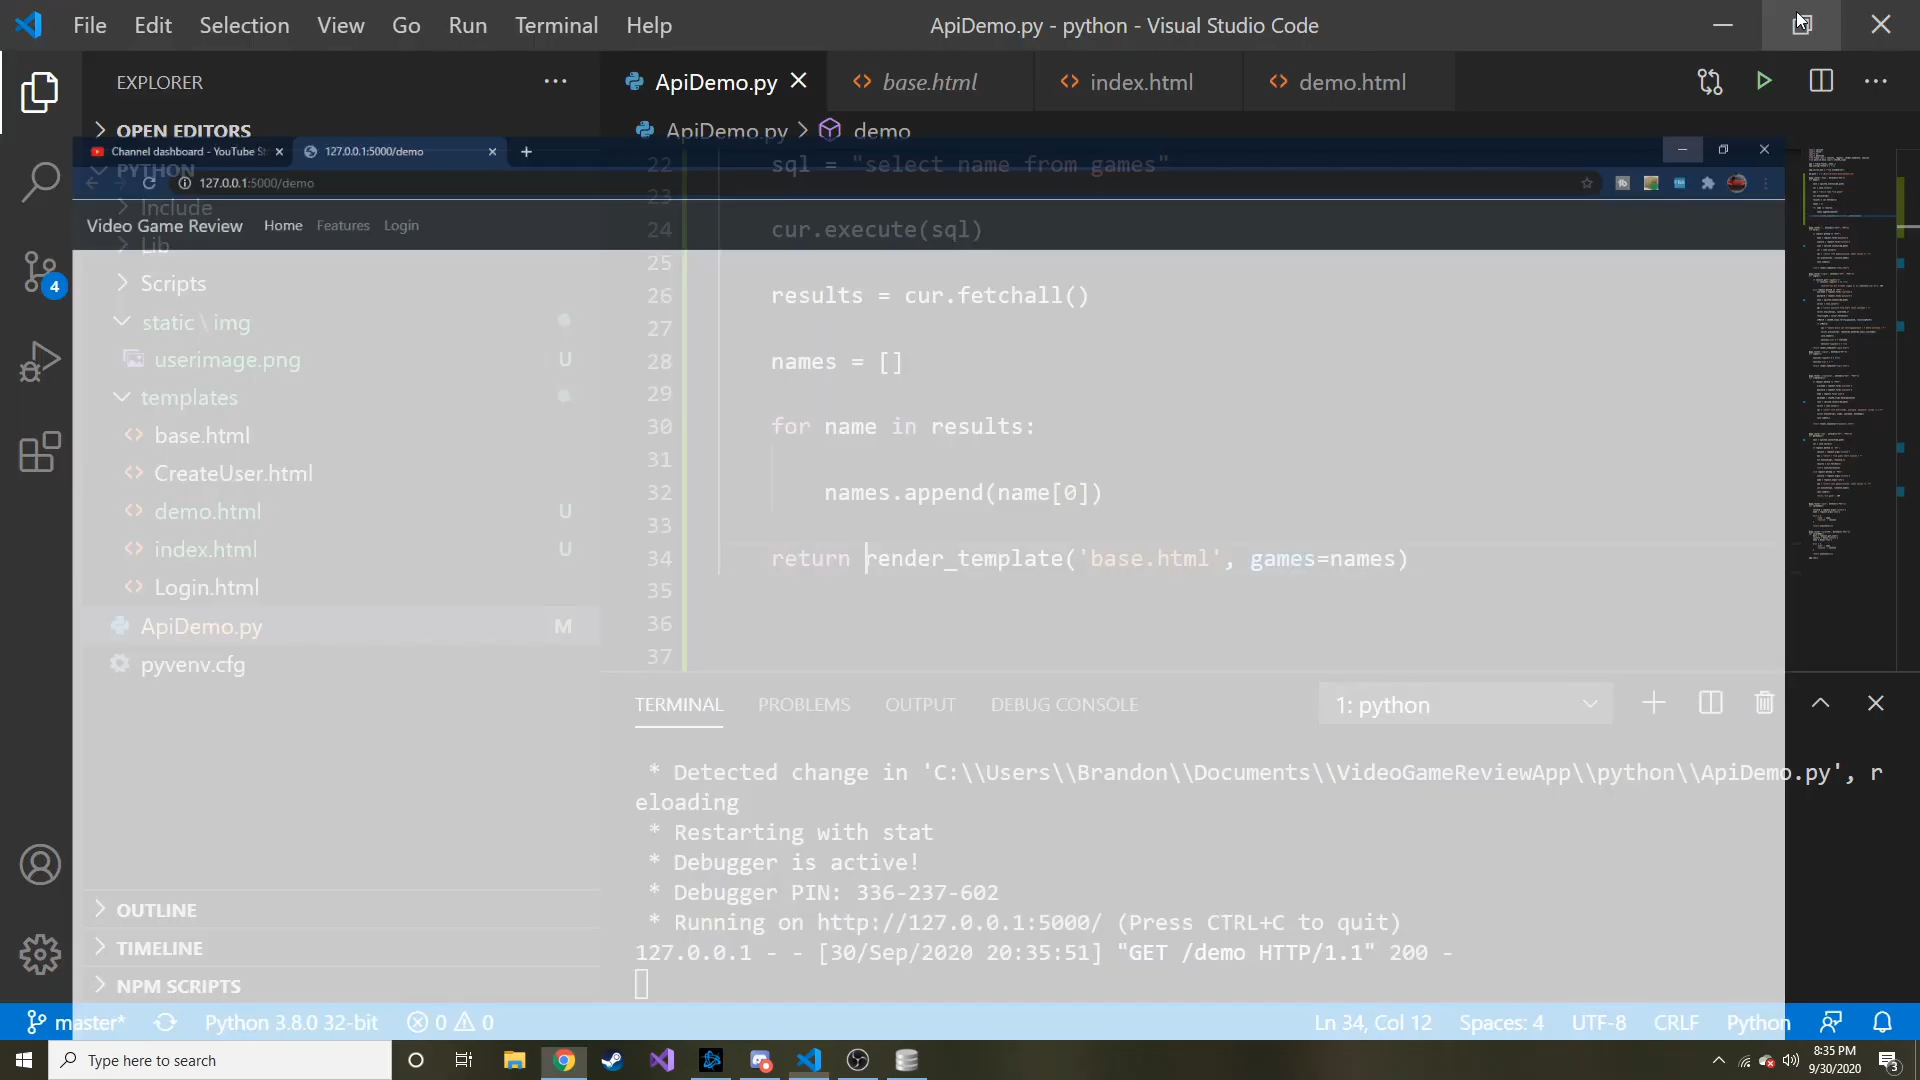 File Edit Selection View Go Run Terminal Help
ApiDemo.py - python - Visual Studio Code
EXPLORER
ApiDemo.py
base.html
index.html
demo.html
OPEN EDITORS
ApiDemo.py > demo
Channel dashboard - YouTube St
127.0.0.1:5000/demo
PYTHON
22 sql = "select name from games"
127.0.0.1:5000/demo
23
Include
Video Game Review Home Features Login
24 cur.execute(sql)
Lib
25
Scripts
26 results = cur.fetchall()
static \ img
27
userimage.png U
28 names = []
templates
29
base.html
30 for name in results:
CreateUser.html
31
32 names.append(name[0])
demo.html U
33
index.html U
34 return render_template('base.html', games=names)
Login.html
35
ApiDemo.py M
36
pyvenv.cfg
37
4
TERMINAL PROBLEMS OUTPUT DEBUG CONSOLE
1: python
* Detected change in 'C:\\Users\\Brandon\\Documents\\VideoGameReviewApp\\python\\ApiDemo.py', r
eloading
* Restarting with stat
* Debugger is active!
* Debugger PIN: 336-237-602
* Running on http://127.0.0.1:5000/ (Press CTRL+C to quit)
127.0.0.1 - - [30/Sep/2020 20:35:51] "GET /demo HTTP/1.1" 200 -
OUTLINE
TIMELINE
NPM SCRIPTS
master* Python 3.8.0 32-bit 0 0
Ln 34, Col 12 Spaces: 4 UTF-8 CRLF Python
Type here to search
8:35 PM
9/30/2020
3